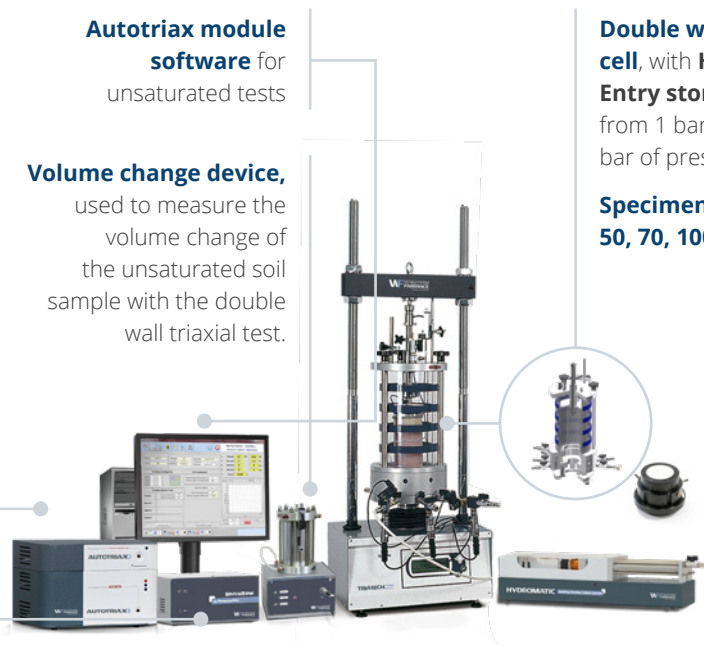 Autotriax module
software for
unsaturated tests
Volume change device,
used to measure the
volume change of
the unsaturated soil
sample with the double
wall triaxial test.
Double w
cell, with H
Entry sto
from 1 bar
bar of pres
Specimen
50, 70, 100
AUTOTRIAX
AUTOTRIAX
TRIATECH
HYDROMATIC